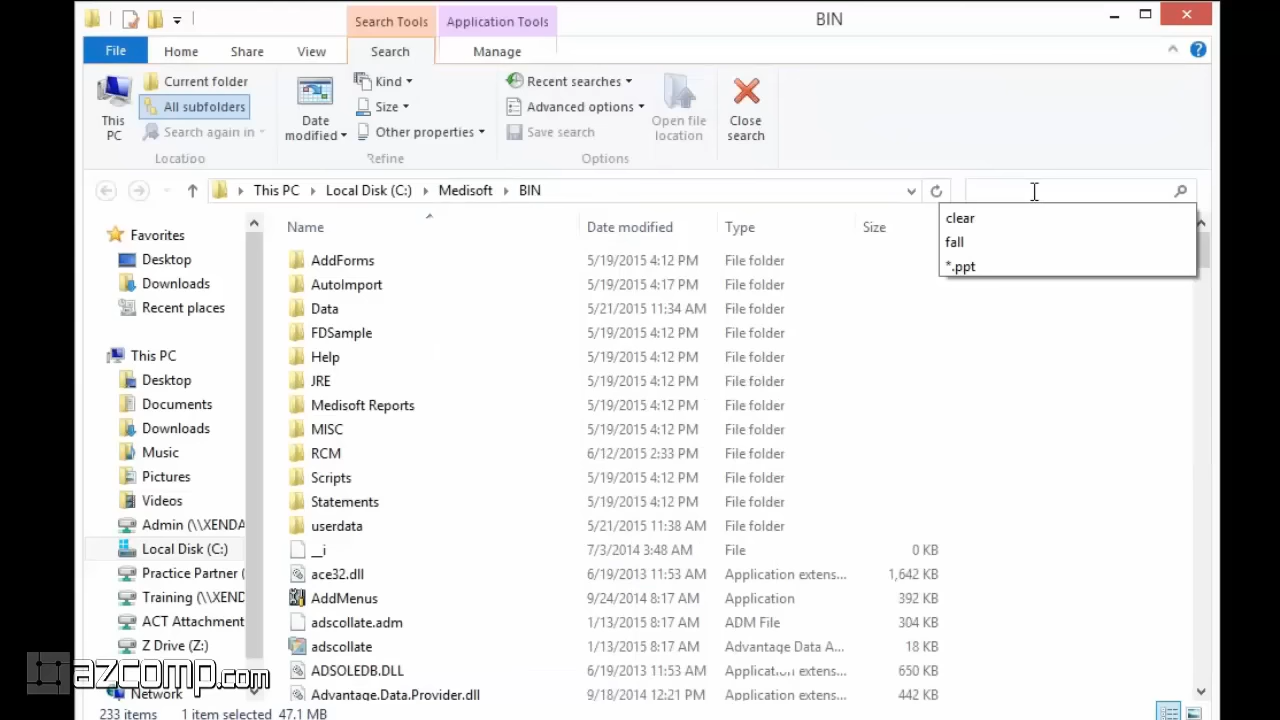 Search Tools
Application Tools
BIN
File
Home
Share
View
Search
Manage
This PC
Current folder
All subfolders
Search again in
Location
Date modified
Kind
Size
Other properties
Refine
Recent searches
Advanced options
Save search
Options
Open file location
Close search
This PC
Local Disk (C:)
Medisoft
BIN
clear
fall
*.ppt
Favorites
Desktop
Downloads
Recent places
This PC
Desktop
Documents
Downloads
Music
Pictures
Videos
Admin (\\XENDA
Local Disk (C:)
Practice Partner (
Training (\\XEND
ACT Attachment
Z Drive (Z:)
Network
Name Date modified Type Size
AddForms 5/19/2015 4:12 PM File folder
AutoImport 5/19/2015 4:17 PM File folder
Data 5/21/2015 11:34 AM File folder
FDSample 5/19/2015 4:12 PM File folder
Help 5/19/2015 4:12 PM File folder
JRE 5/19/2015 4:12 PM File folder
Medisoft Reports 5/19/2015 4:12 PM File folder
MISC 5/19/2015 4:12 PM File folder
RCM 6/12/2015 2:33 PM File folder
Scripts 5/19/2015 4:12 PM File folder
Statements 5/19/2015 4:12 PM File folder
userdata 5/21/2015 11:38 AM File folder
__i 7/3/2014 3:48 AM File 0 KB
ace32.dll 6/19/2013 11:53 AM Application extens... 1,642 KB
AddMenus 9/24/2014 8:17 AM Application 392 KB
adscollate.adm 1/13/2015 8:17 AM ADM File 304 KB
adscollate 1/13/2015 8:17 AM Advantage Data A... 18 KB
ADSOLEDB.DLL 6/19/2013 11:53 AM Application extens... 650 KB
Advantage.Data.Provider.dll 9/18/2014 12:21 PM Application extens... 442 KB
azcomp.com
233 items 1 item selected 47.1 MB